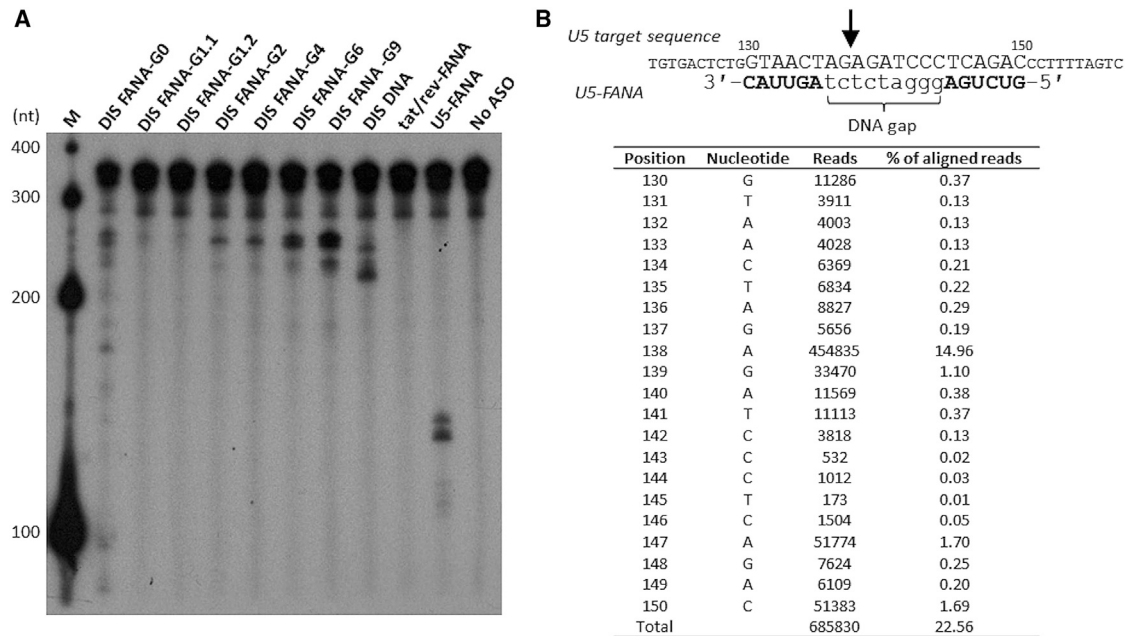 A
M
DIS FANA-G0
DIS FANA-G1.1
DIS FANA-G1.2
DIS FANA-G2
DIS FANA-G4
DIS FANA-G6
DIS FANA -G9
DIS DNA
tat/rev-FANA
U5-FANA
No ASO
(nt)
400
300
200
100
B
U5 target sequence
130 150
TGTGACTCTGGTAACTAGAGATCCCTCAGACCCTTTTAGTC
U5-FANA 3'-CAUUGAtctctagggAGUCUG-5'
DNA gap
Position Nucleotide Reads % of aligned reads
130 G 11286 0.37
131 T 3911 0.13
132 A 4003 0.13
133 A 4028 0.13
134 C 6369 0.21
135 T 6834 0.22
136 A 8827 0.29
137 G 5656 0.19
138 A 454835 14.96
139 G 33470 1.10
140 A 11569 0.38
141 T 11113 0.37
142 C 3818 0.13
143 C 532 0.02
144 C 1012 0.03
145 T 173 0.01
146 C 1504 0.05
147 A 51774 1.70
148 G 7624 0.25
149 A 6109 0.20
150 C 51383 1.69
Total 685830 22.56